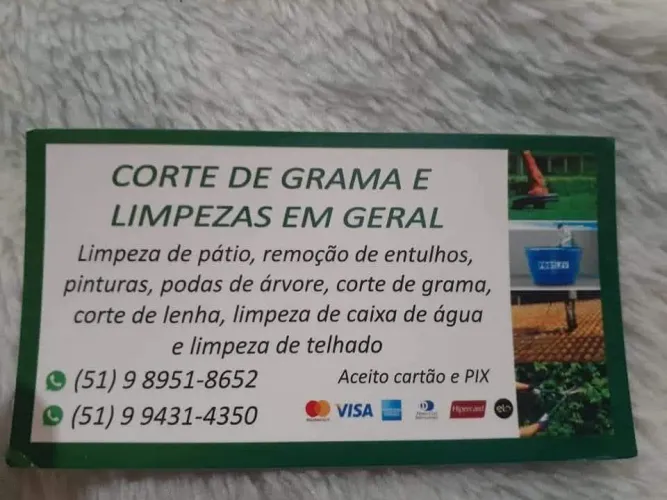 CORTE DE GRAMA E
LIMPEZAS EM GERAL
Limpeza de pátio, remoção de entulhos,
pinturas, podas de árvore, corte de grama,
corte de lenha, limpeza de caixa de água
e limpeza de telhado
(51) 9 8951-8652
Aceito cartão e PIX
(51) 9 9431-4350
VISA
Hipercard
elo